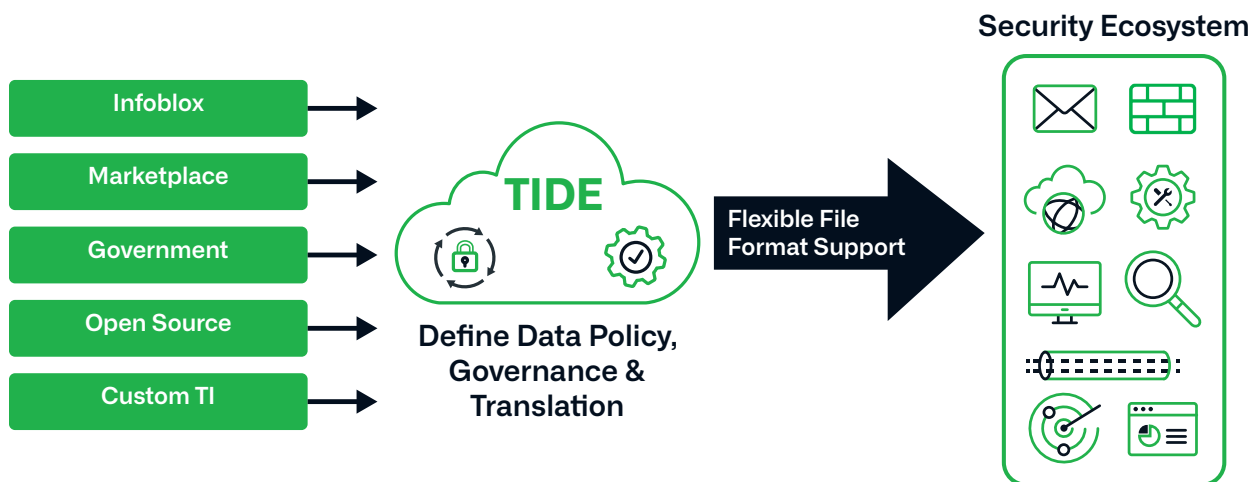 Security Ecosystem
Infoblox
Marketplace
Government
Open Source
Custom TI
TIDE
Define Data Policy,
Governance &
Translation
Flexible File
Format Support